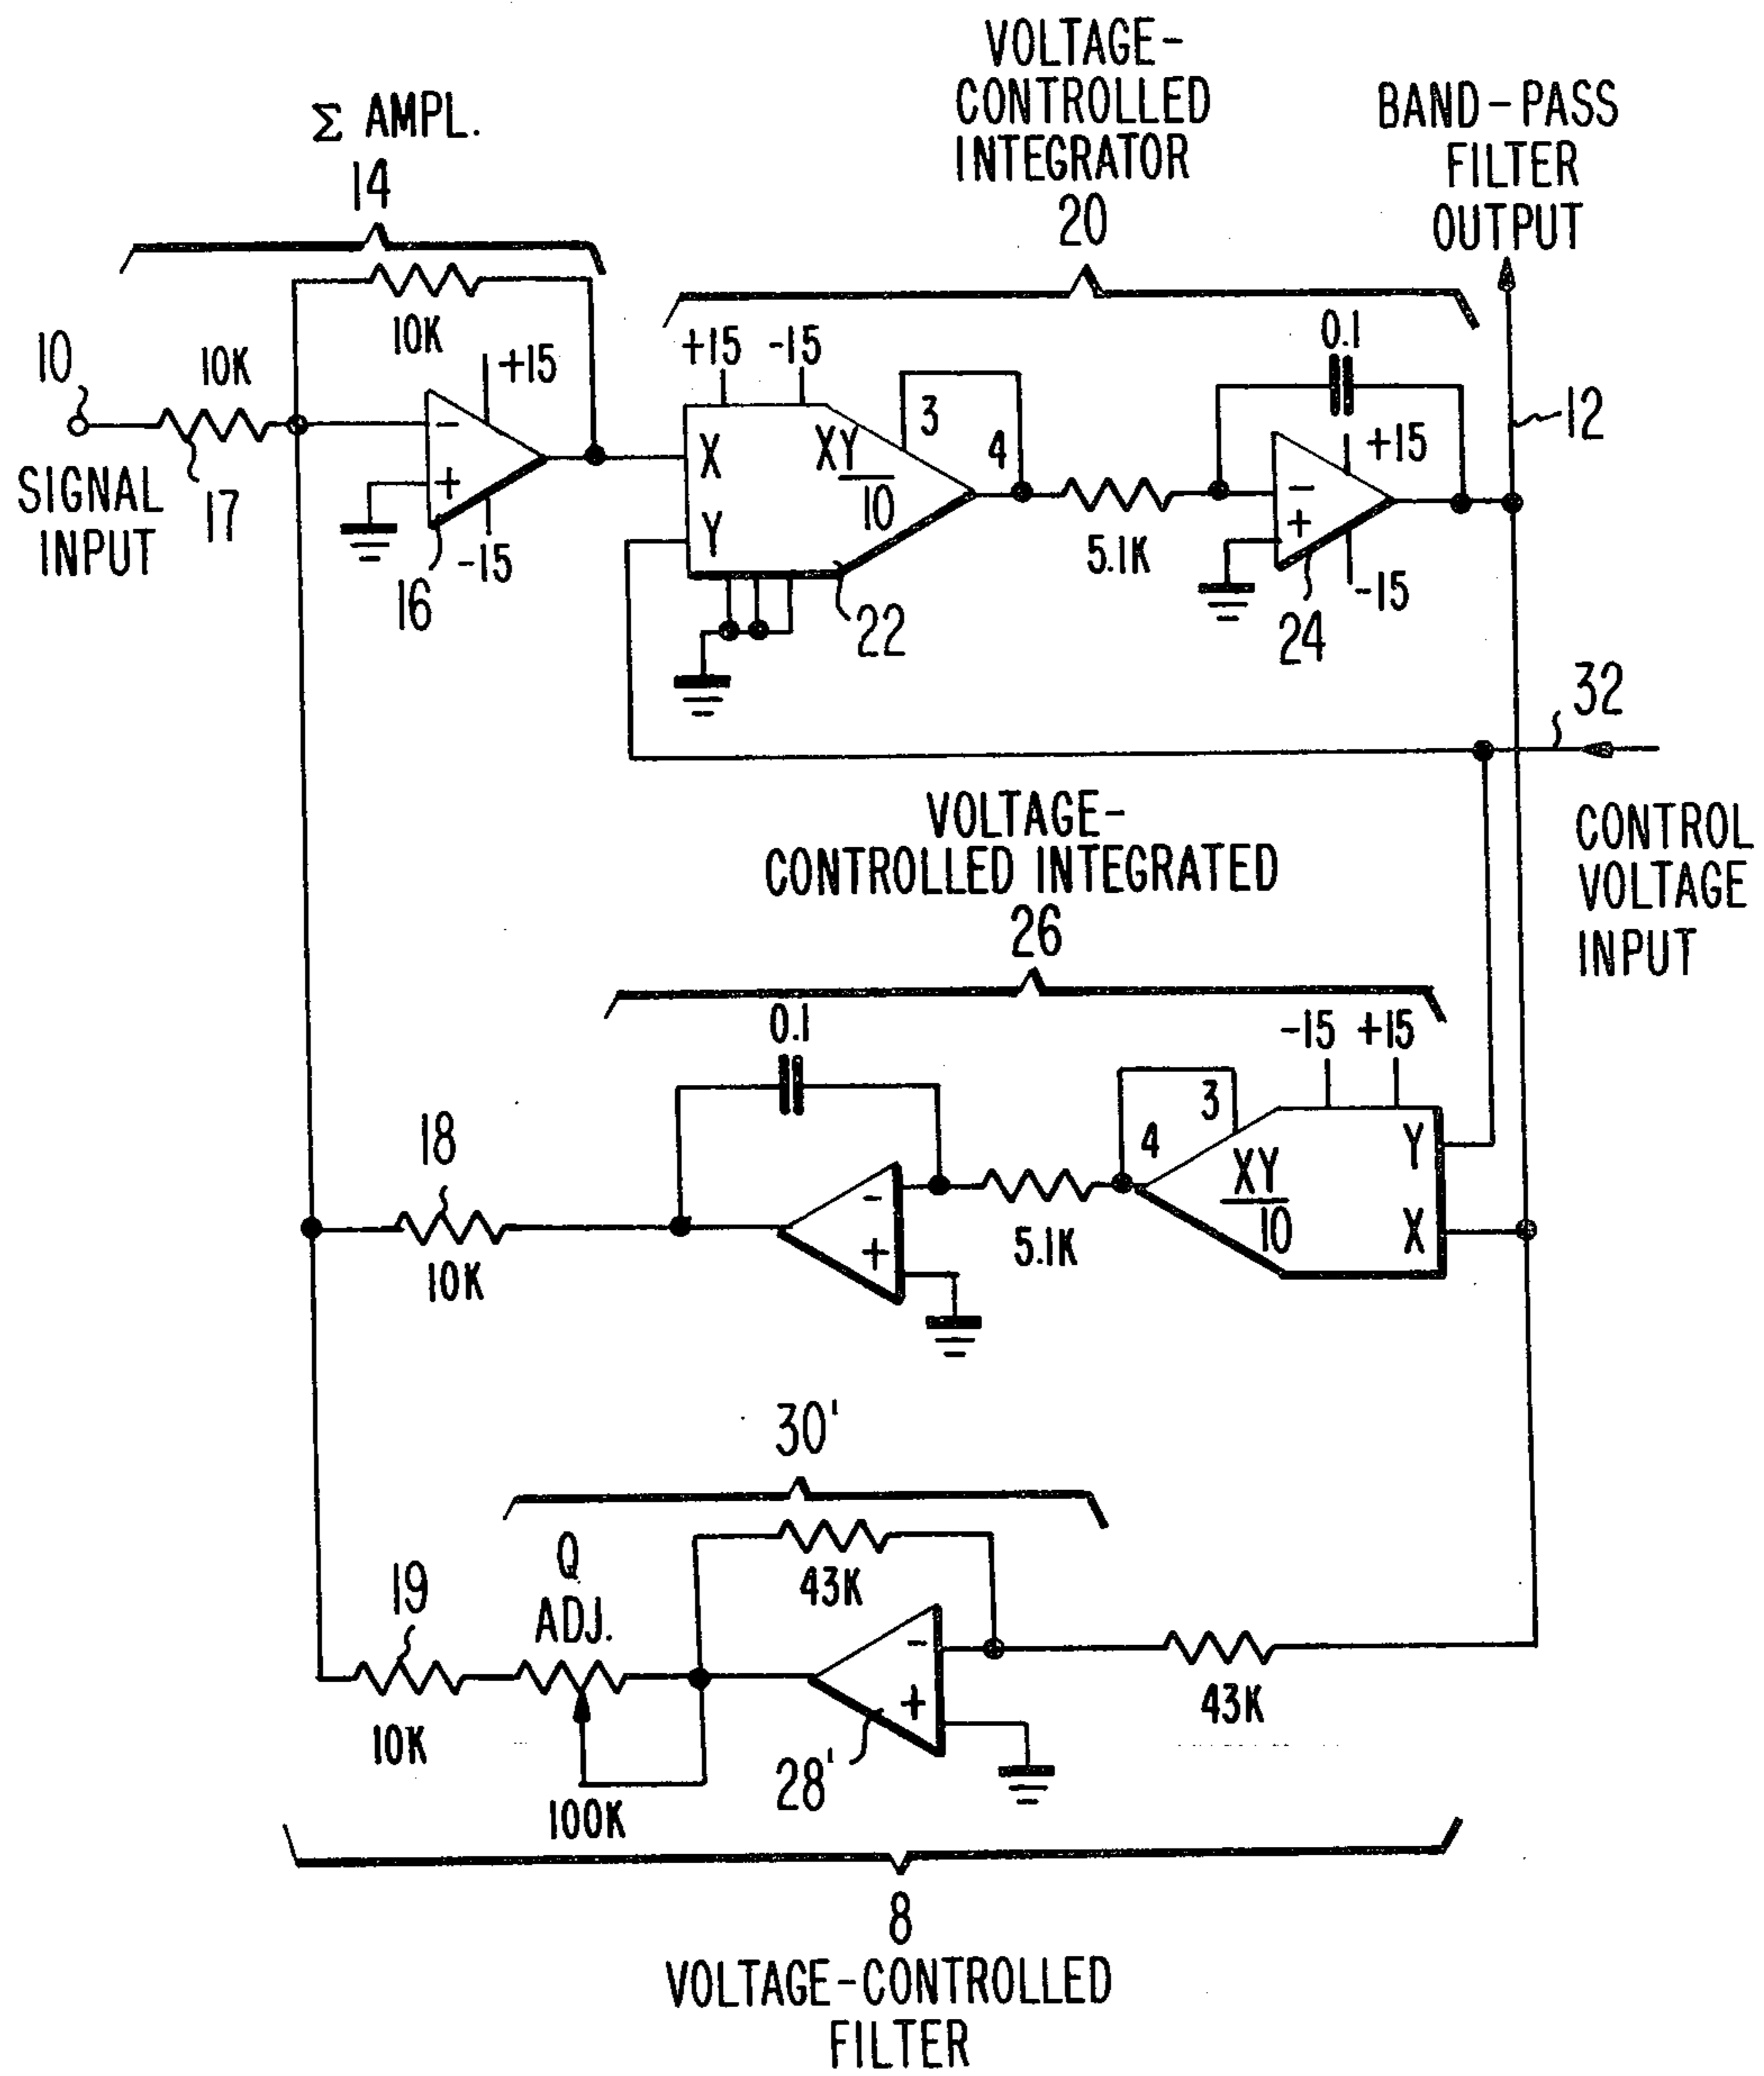 VOLTAGE-
CONTROLLED
INTEGRATOR
20
Σ AMPL.
14
BAND-PASS
FILTER
OUTPUT
10
10K
10K
+15
-15
SIGNAL
INPUT
17
16
+15 -15
X
Y
XY
10
3
4
22
5.1K
0.1
-
+
+15
-15
24
12
-
+
32
CONTROL
VOLTAGE
INPUT
VOLTAGE-
CONTROLLED INTEGRATED
26
0.1
-15 +15
3
4
XY
10
Y
X
18
10K
-
+
5.1K
30'
Q
ADJ.
19
43K
-
+
10K
100K
28'
43K
8
VOLTAGE-CONTROLLED
FILTER